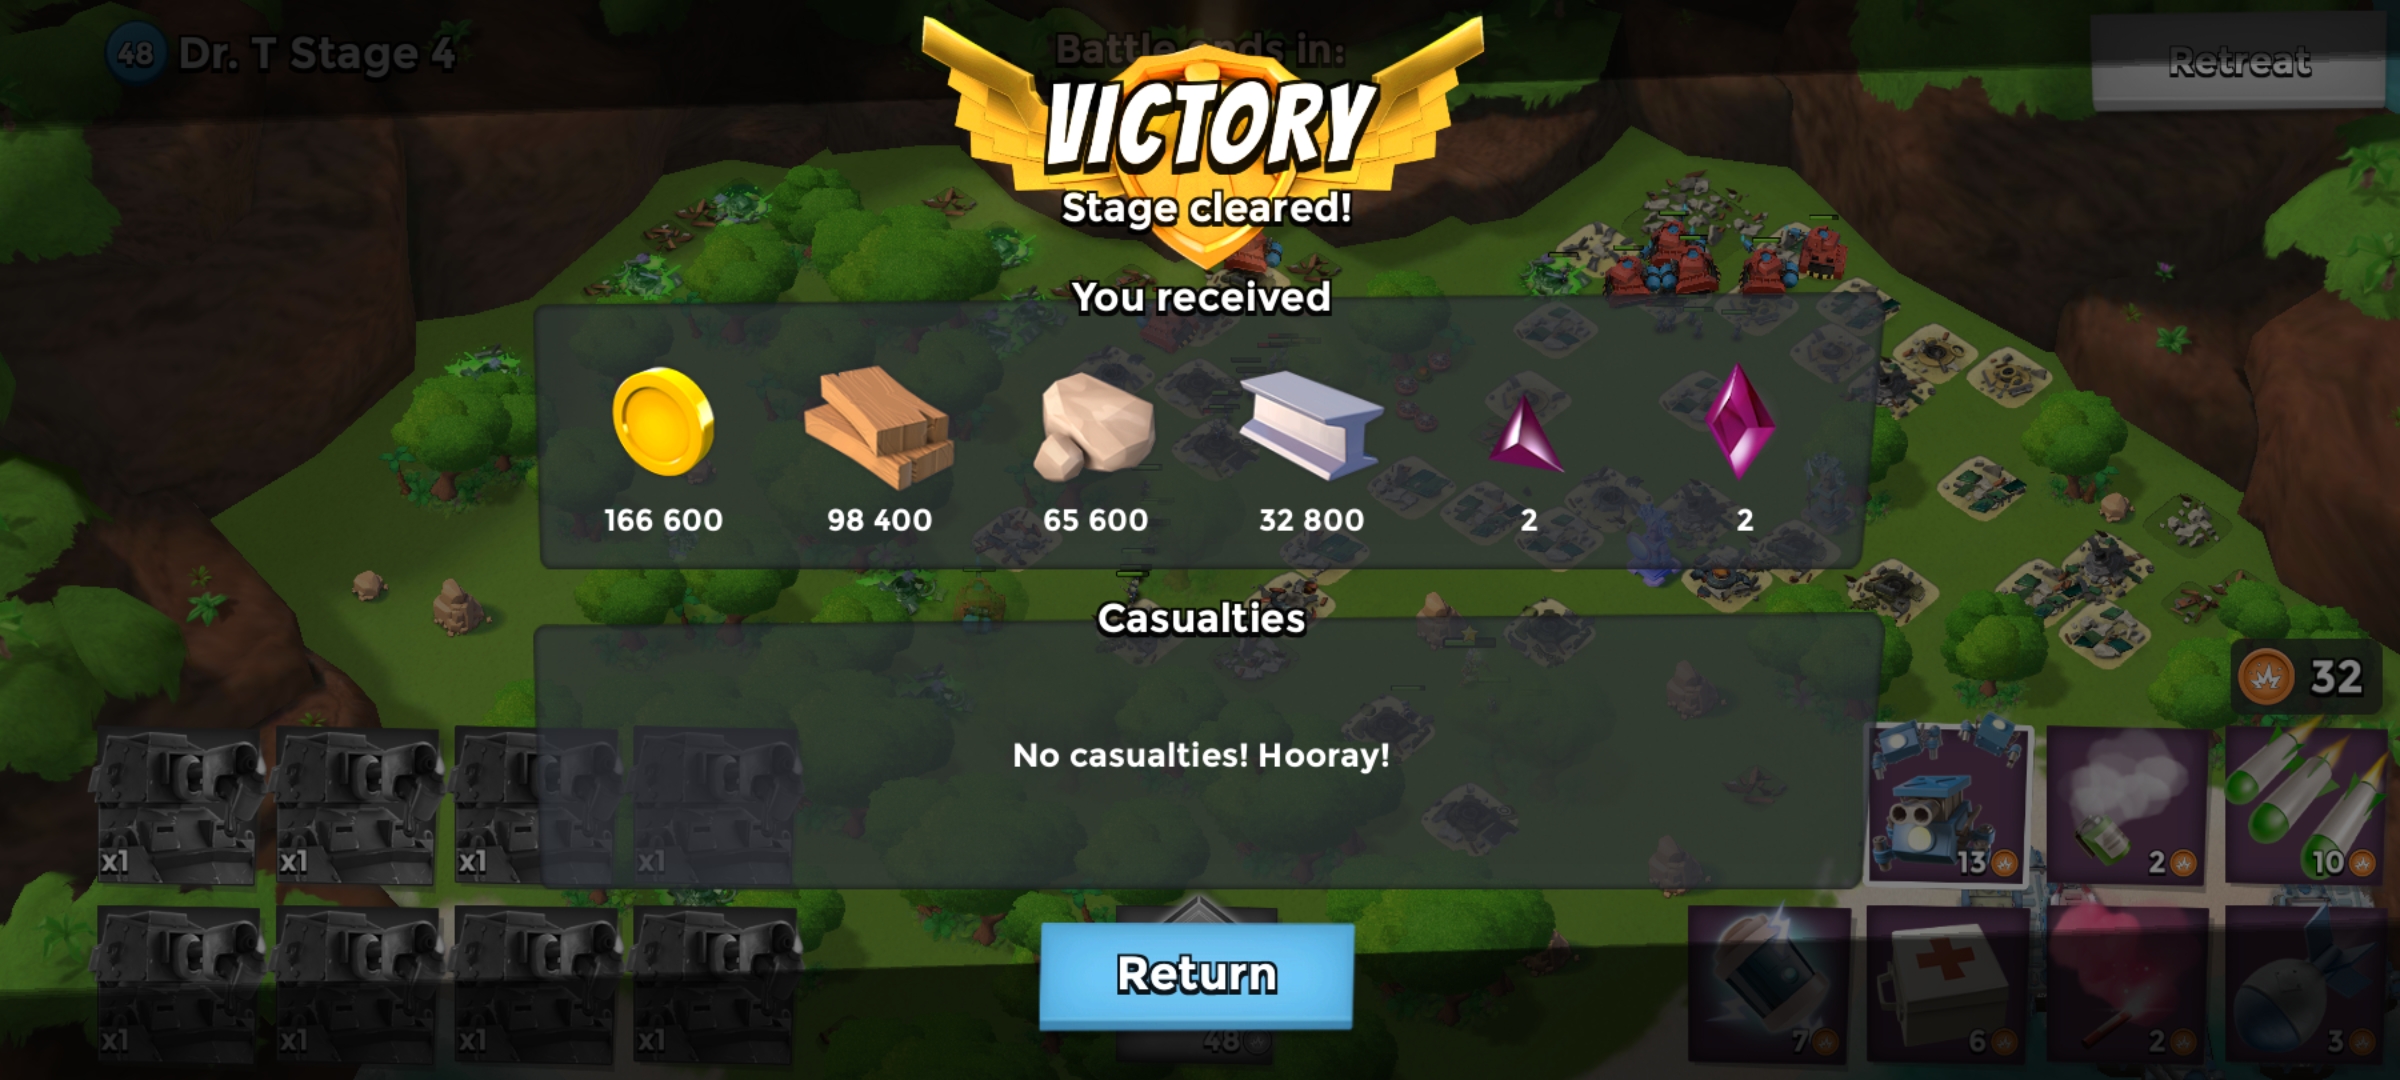 48 Dr. T Stage 4
Battle ends in:
Retreat
VICTORY
Stage cleared!
You received
166 600
98 400
65 600
32 800
2
2
Casualties
No casualties! Hooray!
32
x1
x1
x1
x1
13
2
10
x1
x1
x1
x1
Return
48
7
6
2
3